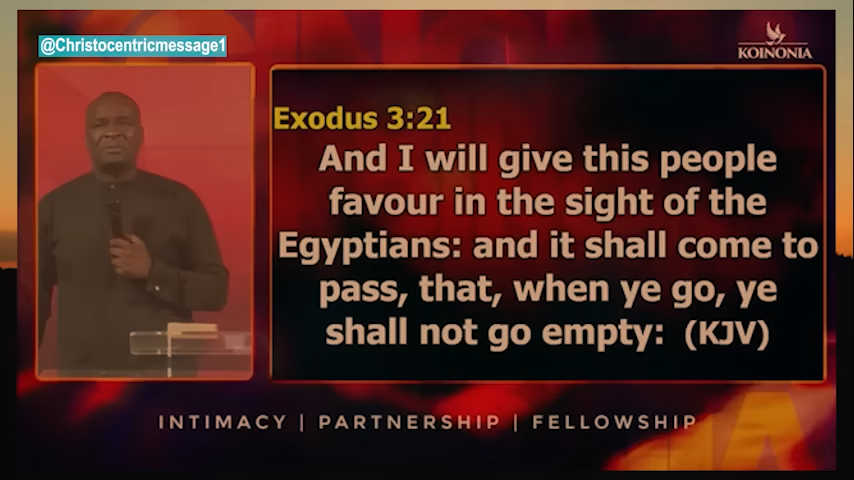 @Christocentricmessage1
KOINONIA
Exodus 3:21
And I will give this people
favour in the sight of the
Egyptians: and it shall come to
pass, that, when ye go, ye
shall not go empty: (KJV)
INTIMACY | PARTNERSHIP | FELLOWSHIP